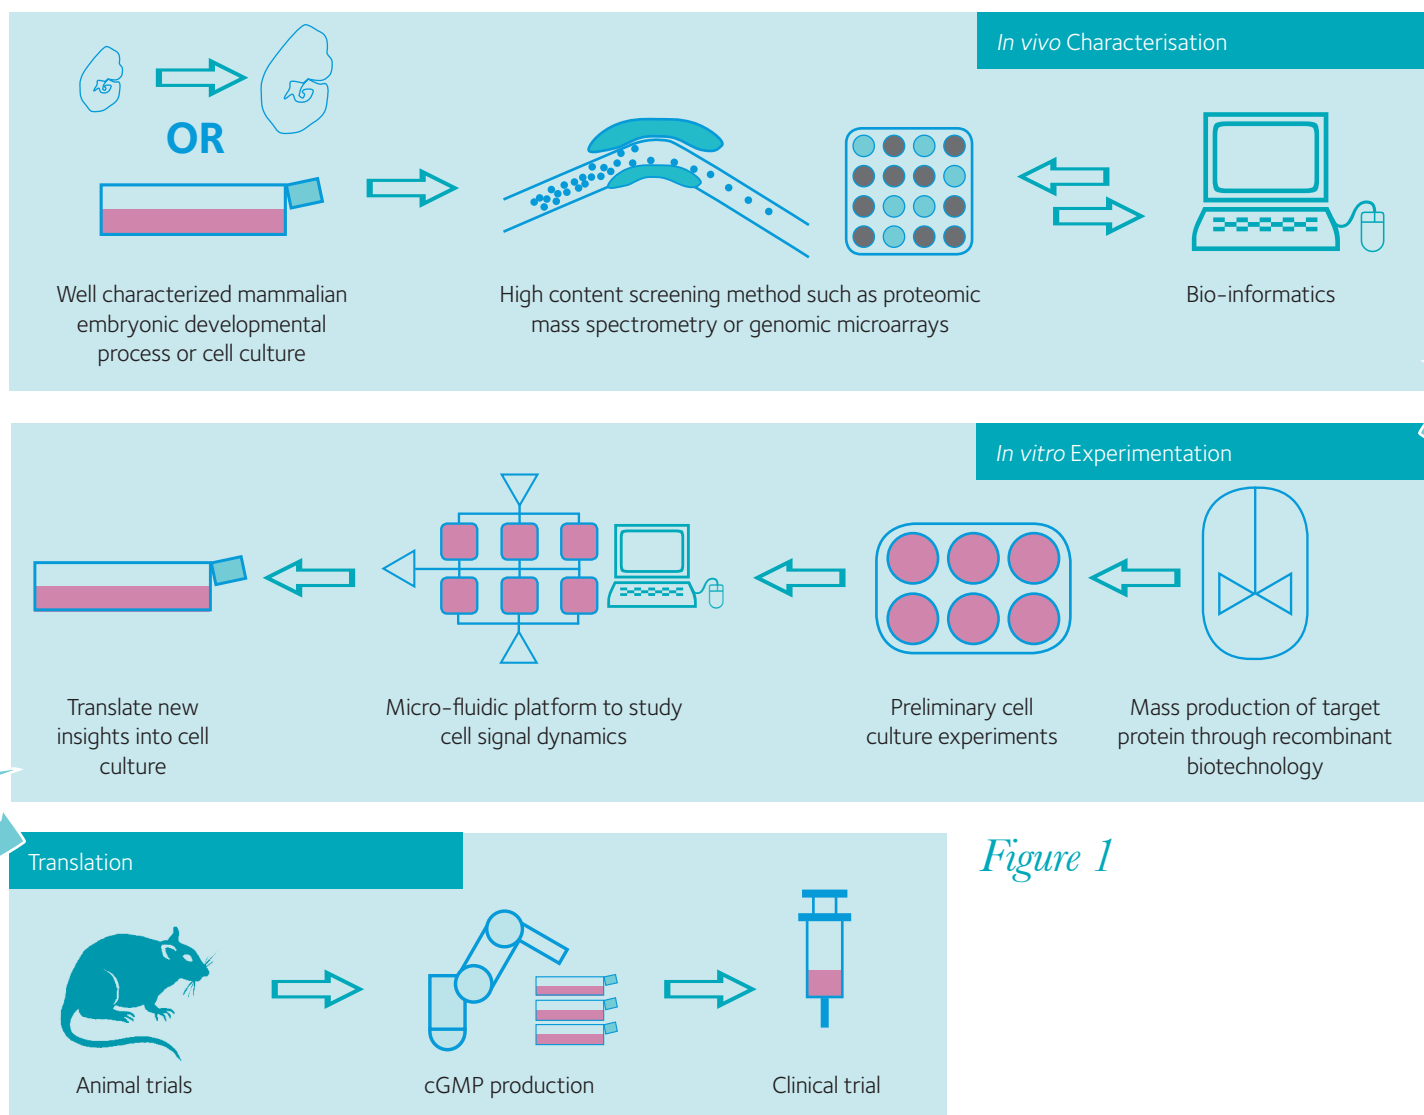 In vivo Characterisation
OR
Well characterized mammalian
embryonic developmental
process or cell culture
High content screening method such as proteomic
mass spectrometry or genomic microarrays
Bio-informatics
In vitro Experimentation
Translate new
insights into cell
culture
Micro-fluidic platform to study
cell signal dynamics
Preliminary cell
culture experiments
Mass production of target
protein through recombinant
biotechnology
Translation
Figure 1
Animal trials
cGMP production
Clinical trial